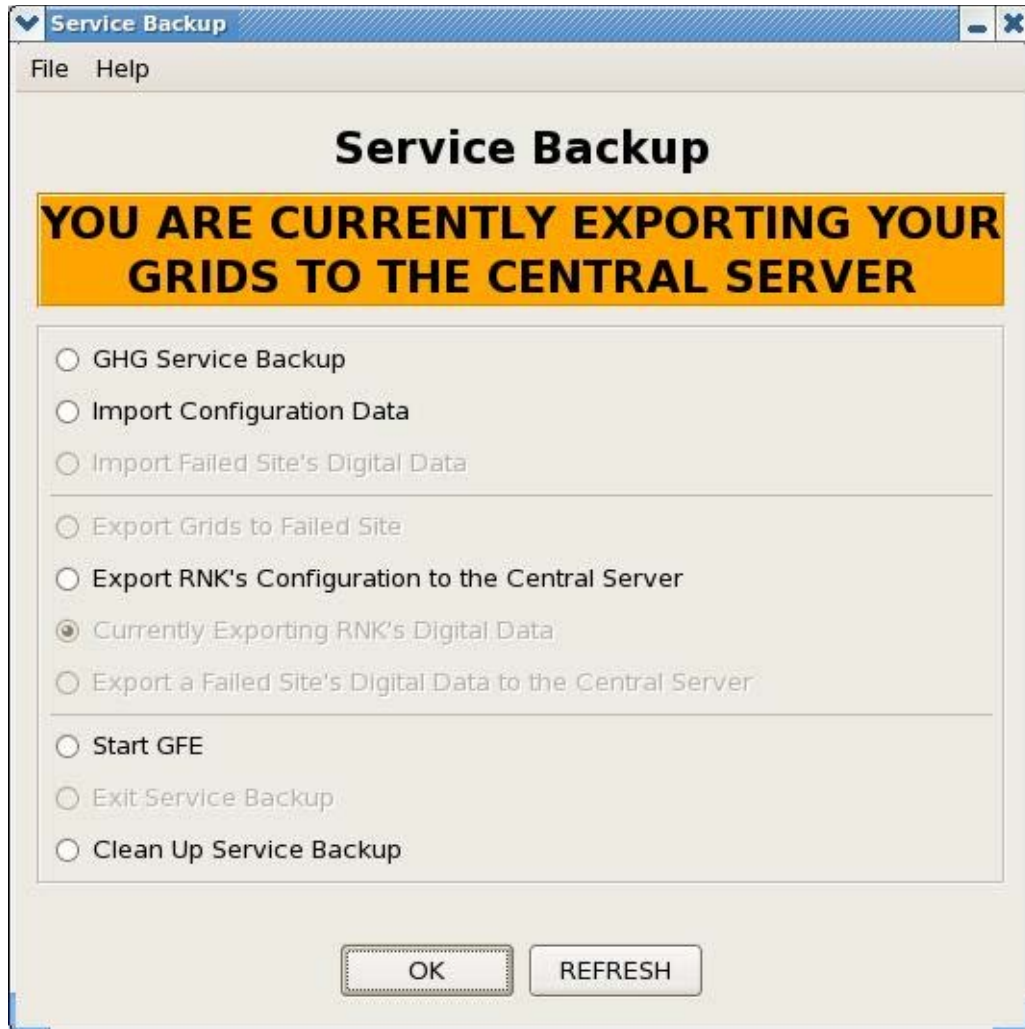 Service Backup
File Help
Service Backup
YOU ARE CURRENTLY EXPORTING YOUR
GRIDS TO THE CENTRAL SERVER
GHG Service Backup
Import Configuration Data
Import Failed Site's Digital Data
Export Grids to Failed Site
Export RNK's Configuration to the Central Server
Currently Exporting RNK's Digital Data
Export a Failed Site's Digital Data to the Central Server
Start GFE
Exit Service Backup
Clean Up Service Backup
OK REFRESH